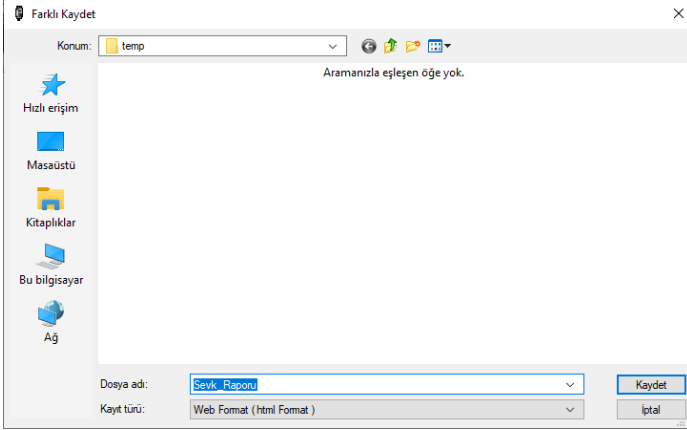 Farklı Kaydet
Konum: temp
Aramanızla eşleşen öğe yok.
Hızlı erişim
Masaüstü
Kitaplıklar
Bu bilgisayar
Ağ
Dosya adı: Sevk_Raporu Kaydet
Kayıt türü: Web Format ( html Format ) İptal